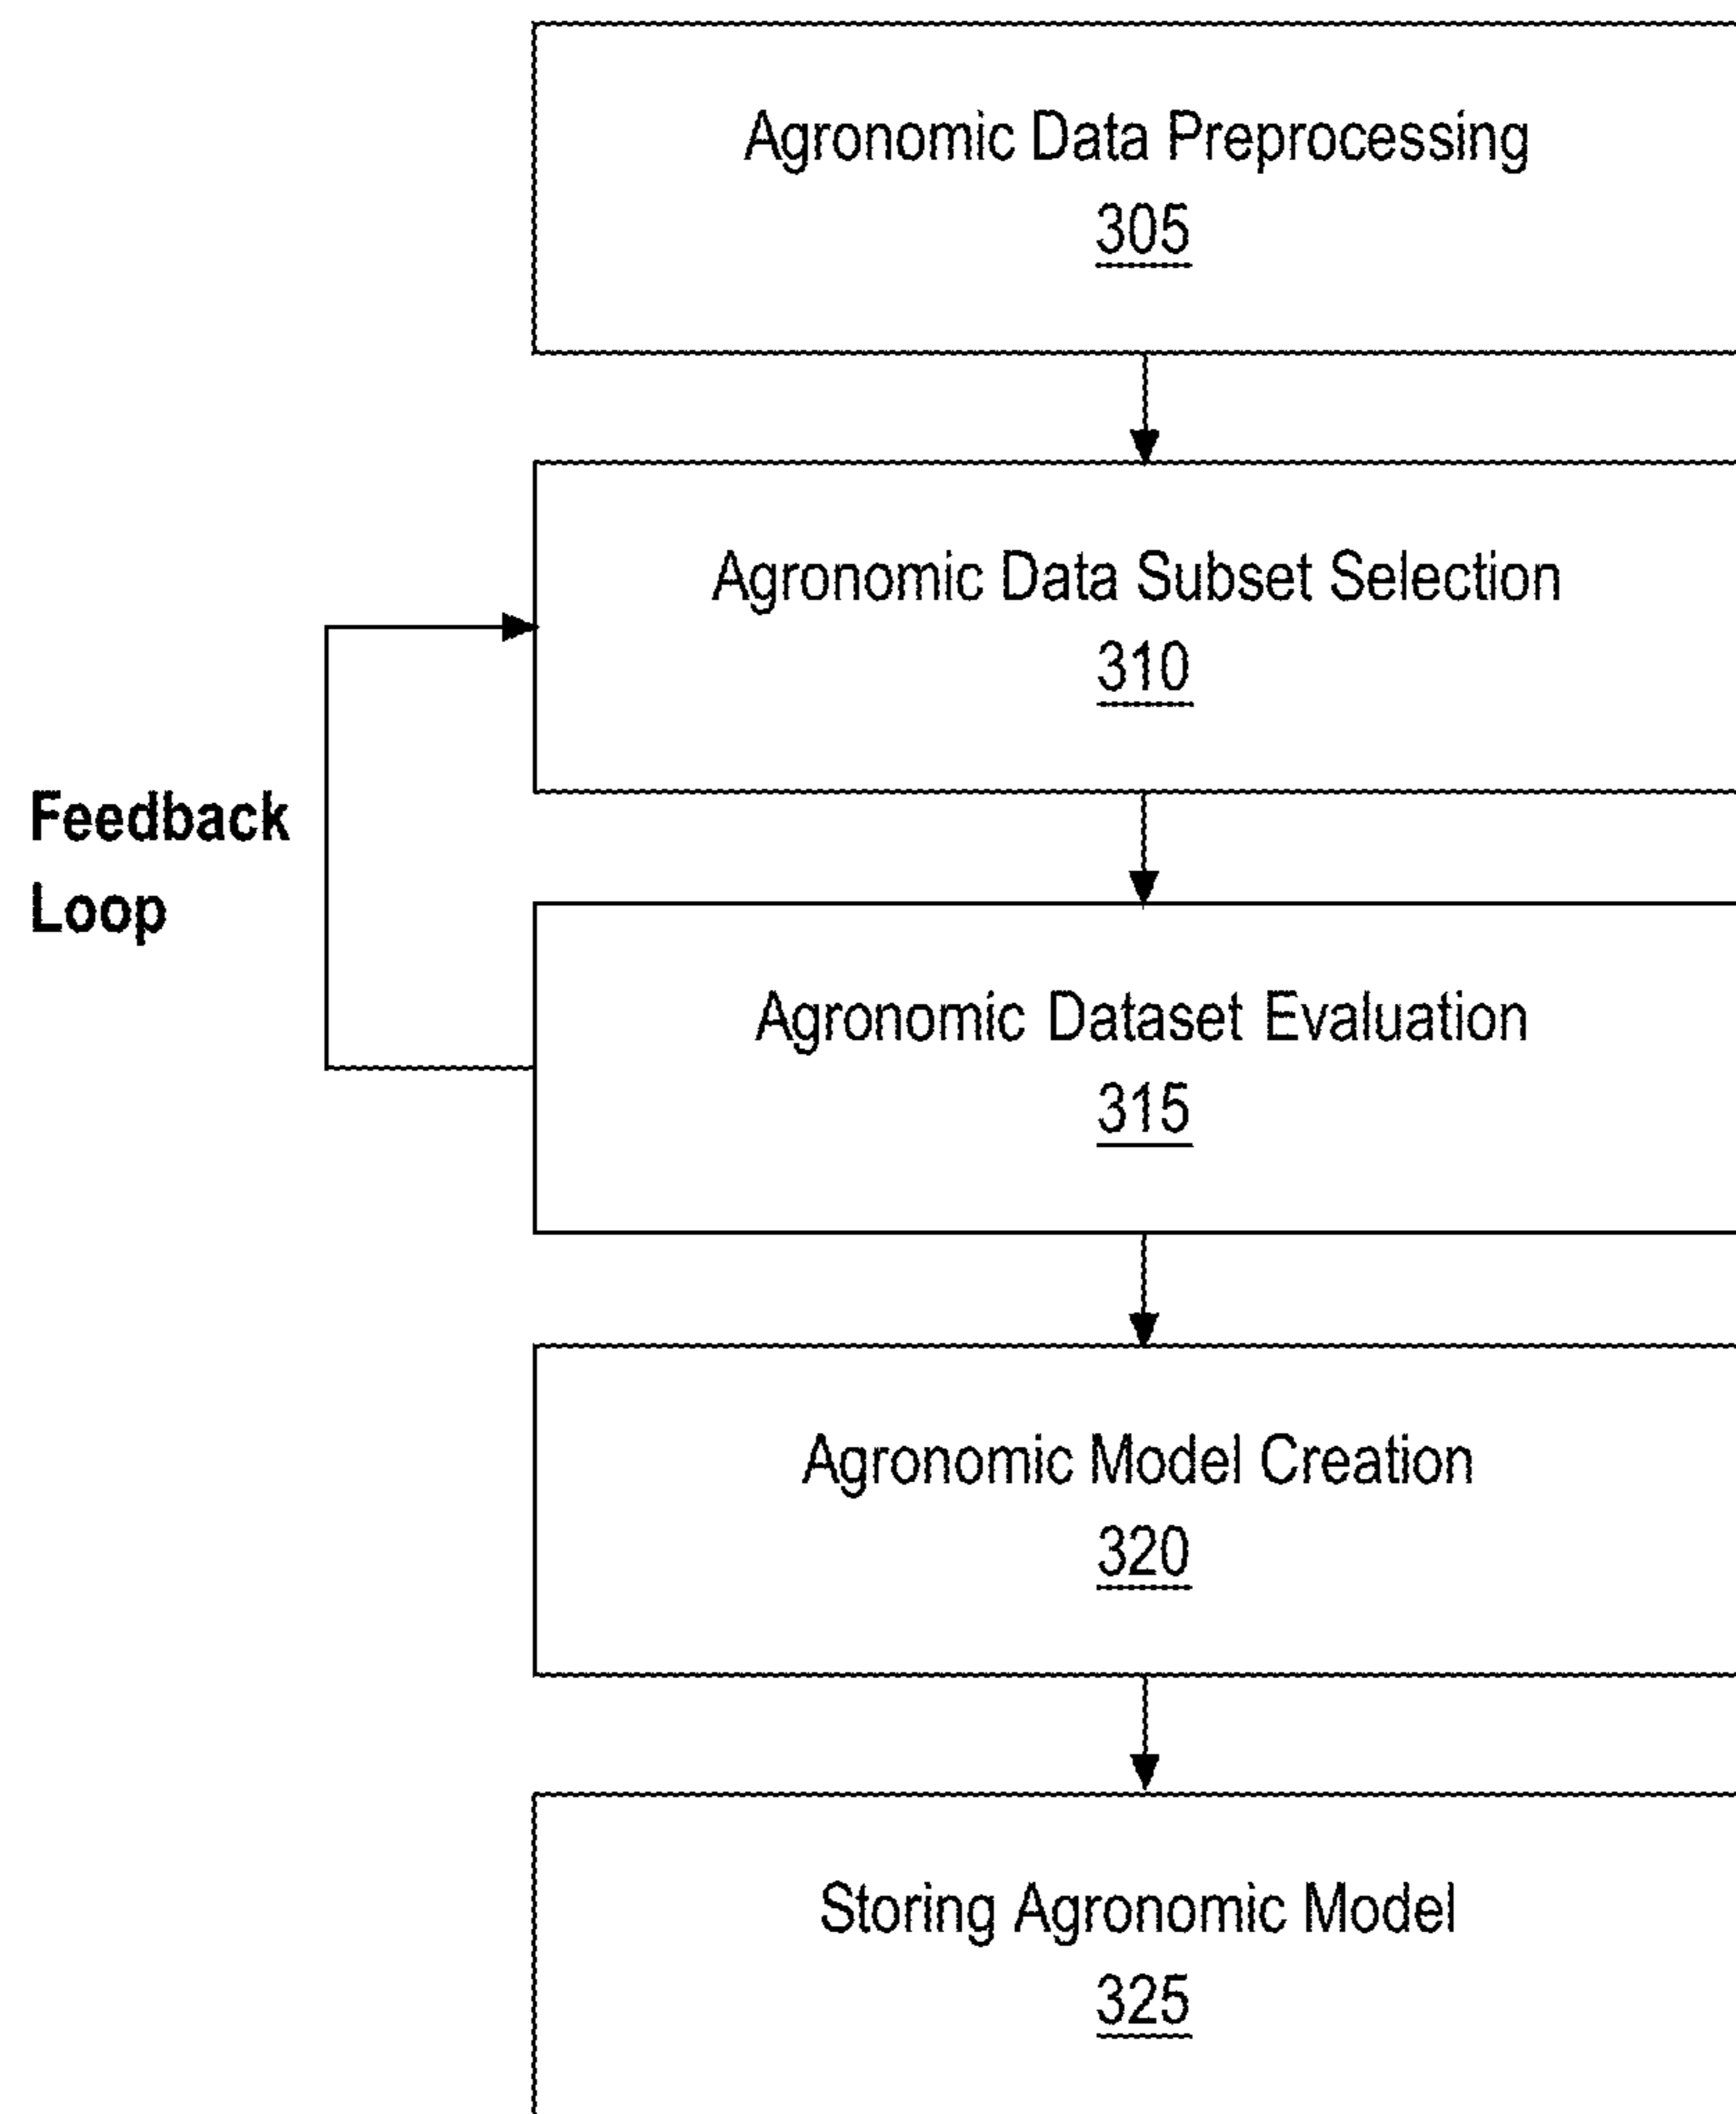 Agronomic Data Preprocessing
305
Agronomic Data Subset Selection
310
Feedback
Loop
Agronomic Dataset Evaluation
315
Agronomic Model Creation
320
Storing Agronomic Model
325